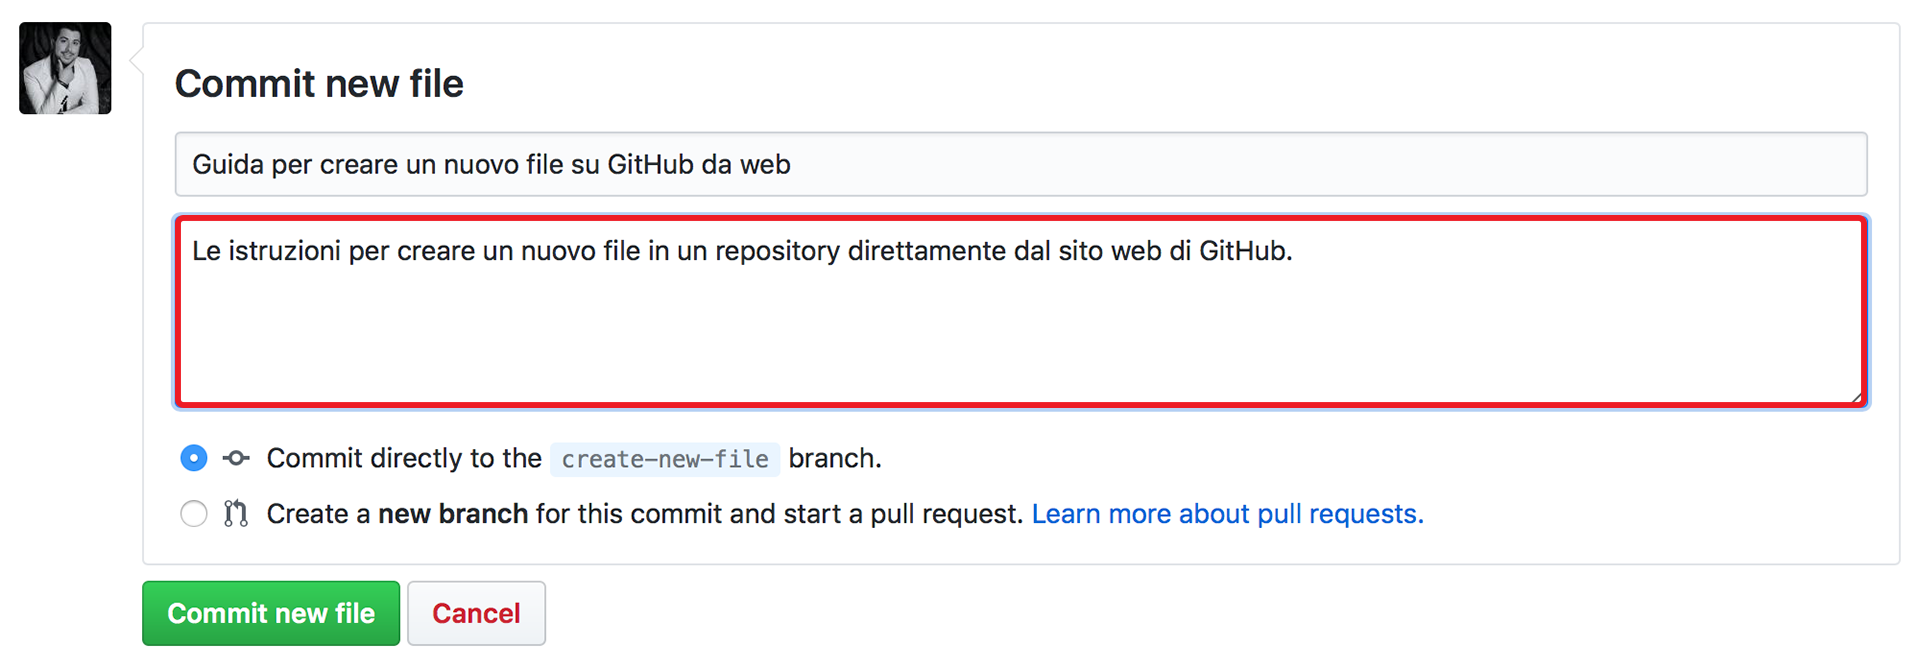 Commit new file
Guida per creare un nuovo file su GitHub da web
Le istruzioni per creare un nuovo file in un repository direttamente dal sito web di GitHub.
Commit directly to the create-new-file branch.
Create a new branch for this commit and start a pull request. Learn more about pull requests.
Commit new file Cancel